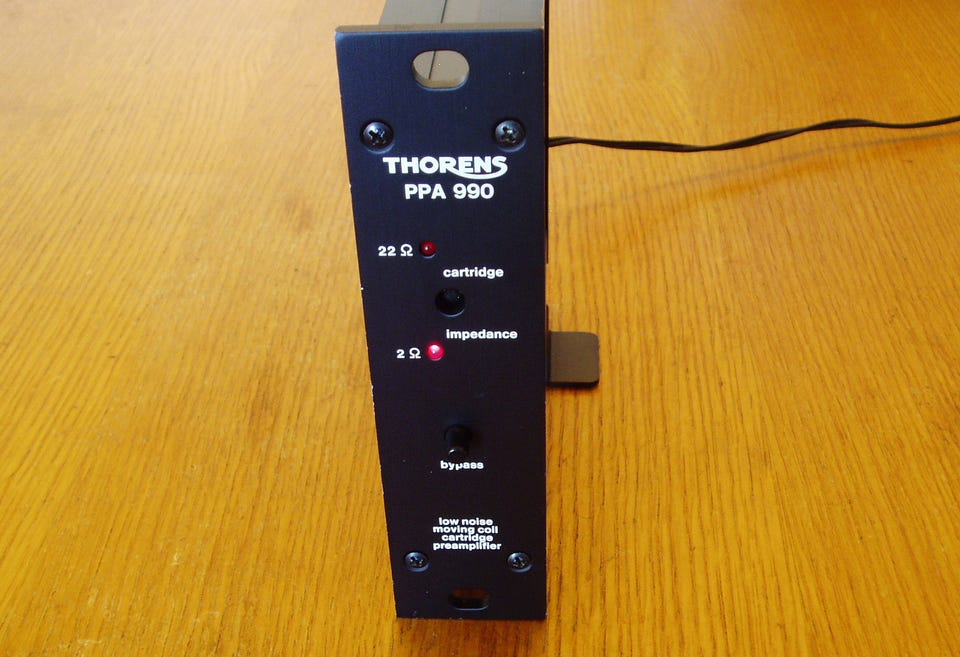 THORENS
PPA 990
22 Ω
cartridge
impedance
2 Ω
bypass
low noise
moving coil
cartridge
preamplifier